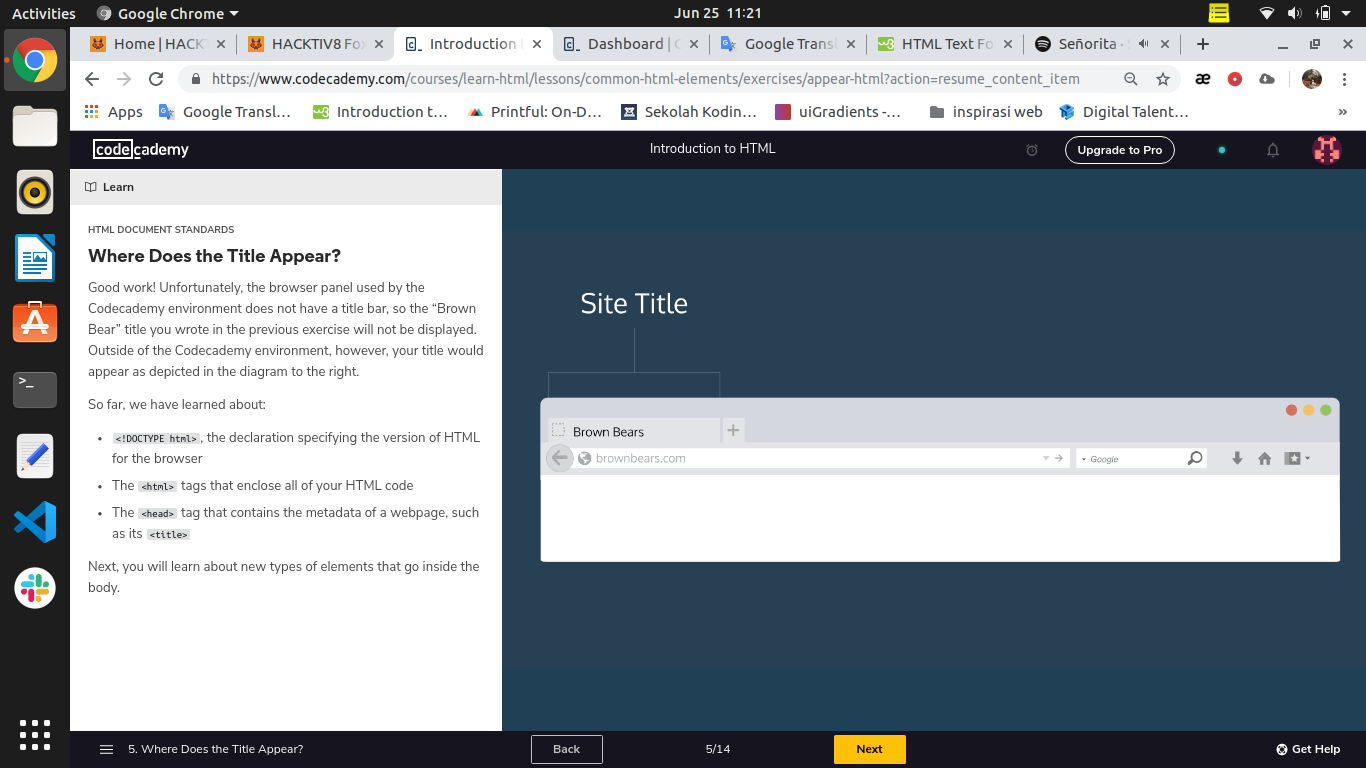 Activities Google Chrome Jun 25 11:21
Home | HACKT HACKTIV8 Fox Introduction Dashboard | Google Transl HTML Text Fo Señorita ·
https://www.codecademy.com/courses/learn-html/lessons/common-html-elements/exercises/appear-html?action=resume_content_item æ
Apps Google Transl… Introduction t… Printful: On-D… Sekolah Kodin… uiGradients -… inspirasi web Digital Talent… »
codecademy Introduction to HTML Upgrade to Pro
Learn
HTML DOCUMENT STANDARDS
Where Does the Title Appear?
Good work! Unfortunately, the browser panel used by the
Codecademy environment does not have a title bar, so the “Brown
Bear” title you wrote in the previous exercise will not be displayed.
Outside of the Codecademy environment, however, your title would
appear as depicted in the diagram to the right.
So far, we have learned about:
• <!DOCTYPE html>, the declaration specifying the version of HTML
for the browser
• The <html> tags that enclose all of your HTML code
• The <head> tag that contains the metadata of a webpage, such
as its <title>
Next, you will learn about new types of elements that go inside the
body.
Site Title
Brown Bears
brownbears.com Google
5. Where Does the Title Appear? Back 5/14 Next Get Help